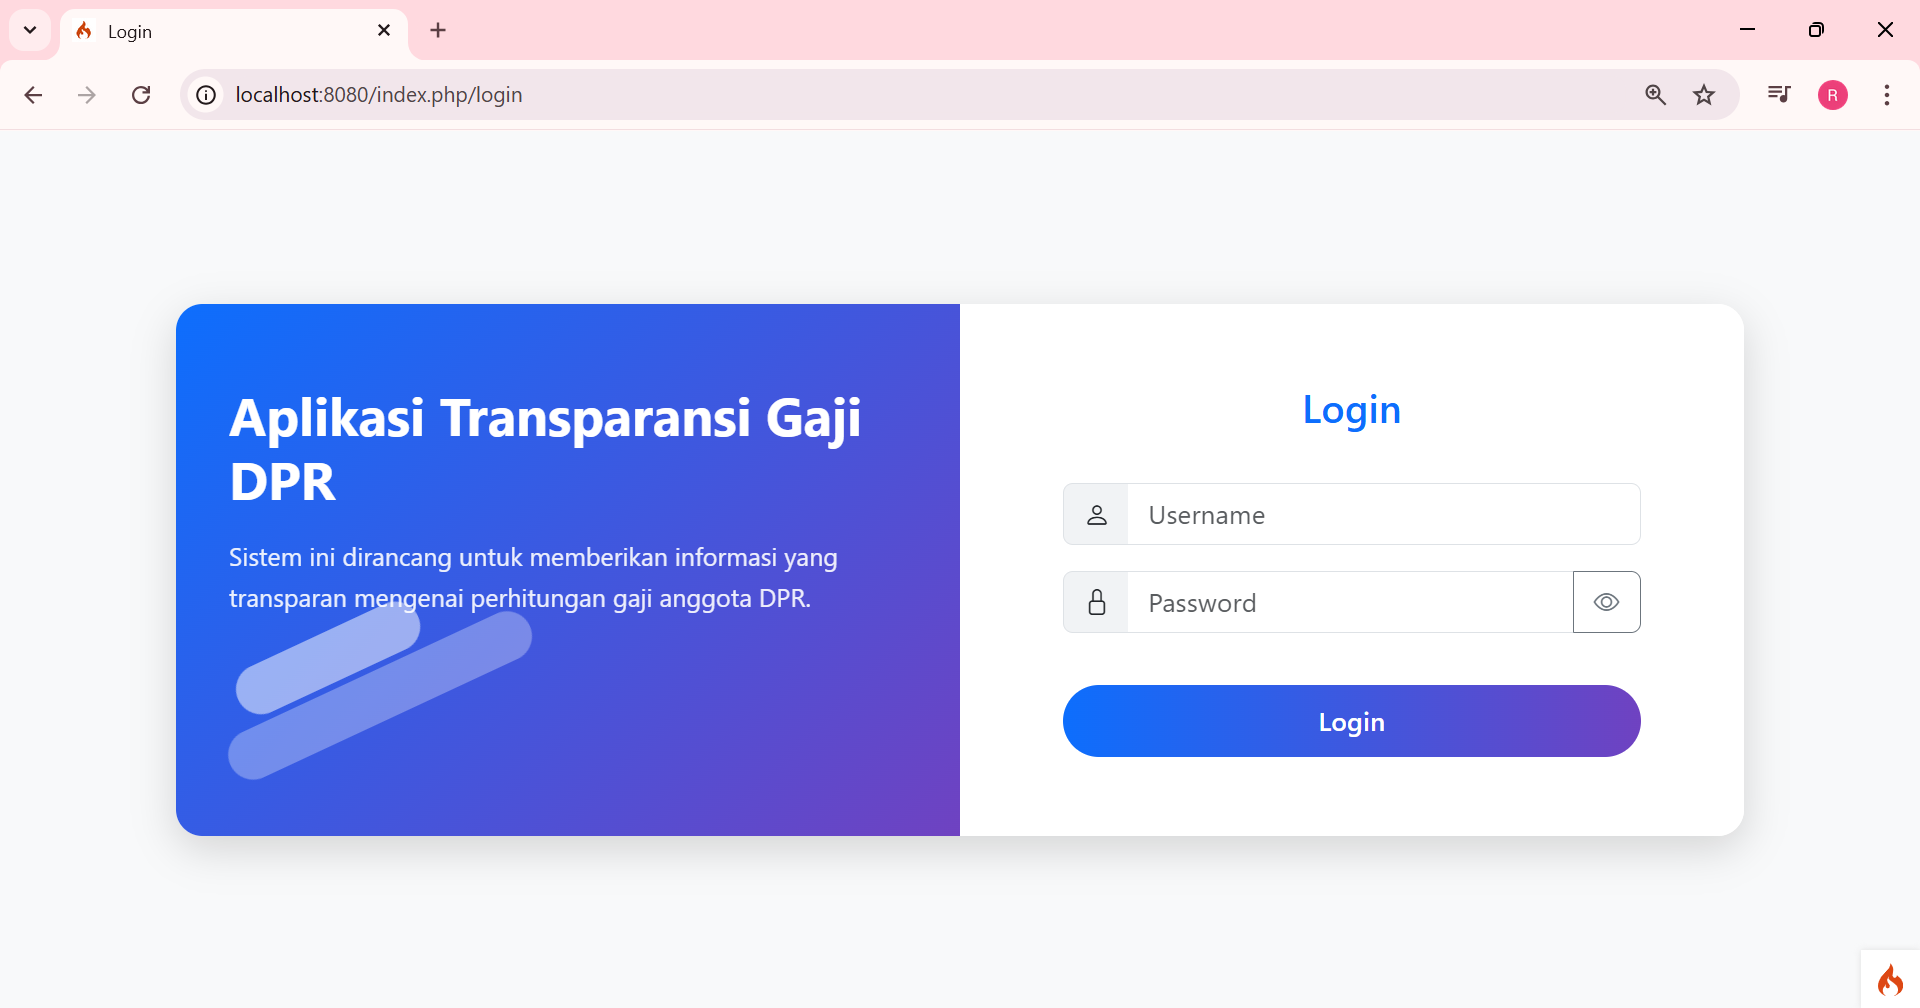 Login
localhost:8080/index.php/login
R
Aplikasi Transparansi Gaji
DPR
Sistem ini dirancang untuk memberikan informasi yang
transparan mengenai perhitungan gaji anggota DPR.
Login
Username
Password
Login